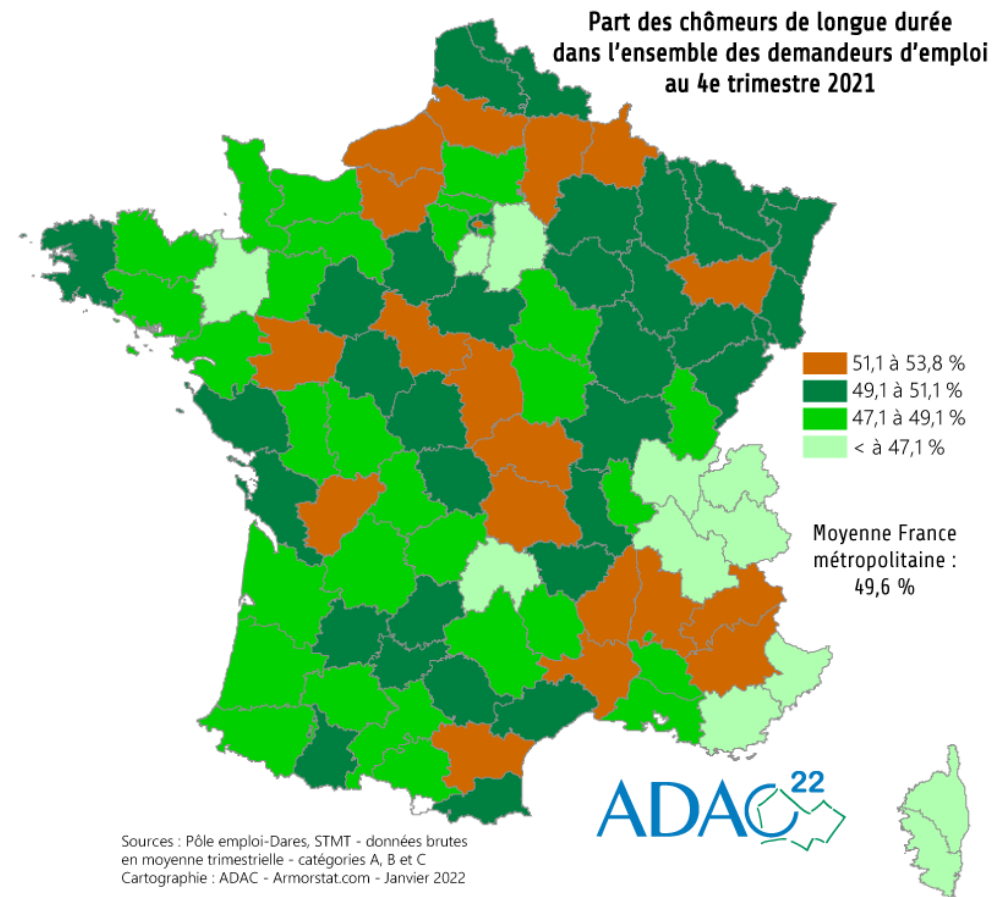 Part des chômeurs de longue durée
dans l'ensemble des demandeurs d'emploi
au 4e trimestre 2021
51,1 à 53,8 %
49,1 à 51,1 %
47,1 à 49,1 %
< à 47,1 %
Moyenne France
métropolitaine :
49,6 %
ADAC 22
Sources : Pôle emploi-Dares, STMT - données brutes
en moyenne trimestrielle - catégories A, B et C
Cartographie : ADAC - Armorstat.com - Janvier 2022